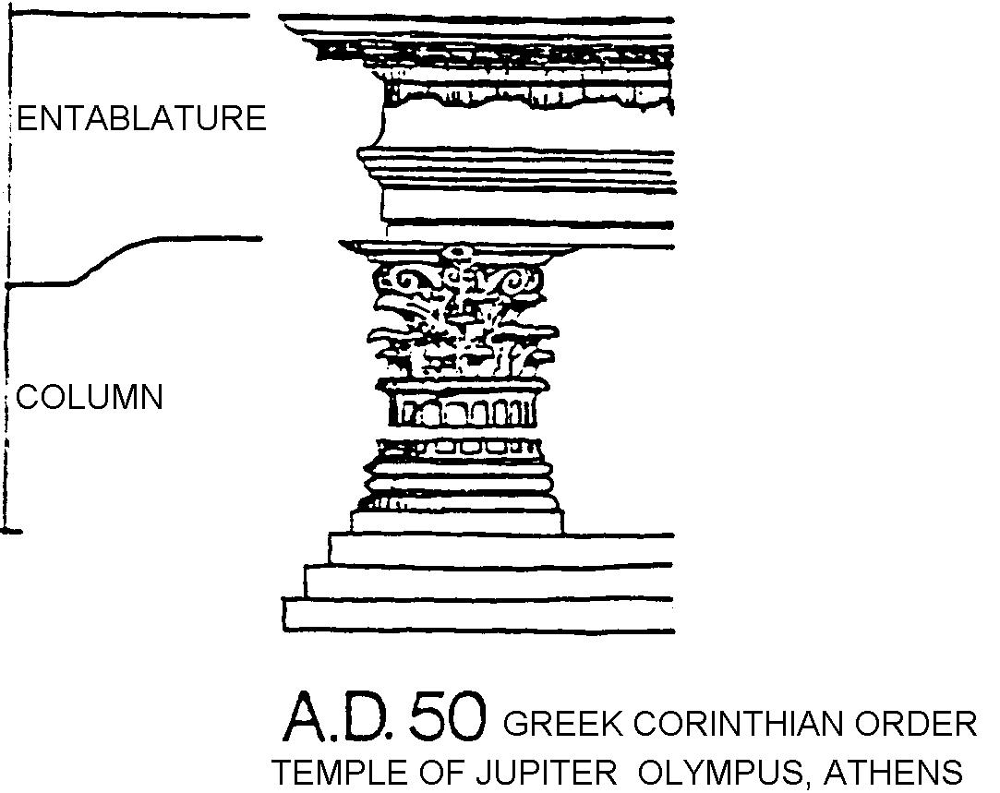 ENTABLATURE
COLUMN
A.D. 50 GREEK CORINTHIAN ORDER
TEMPLE OF JUPITER OLYMPUS, ATHENS